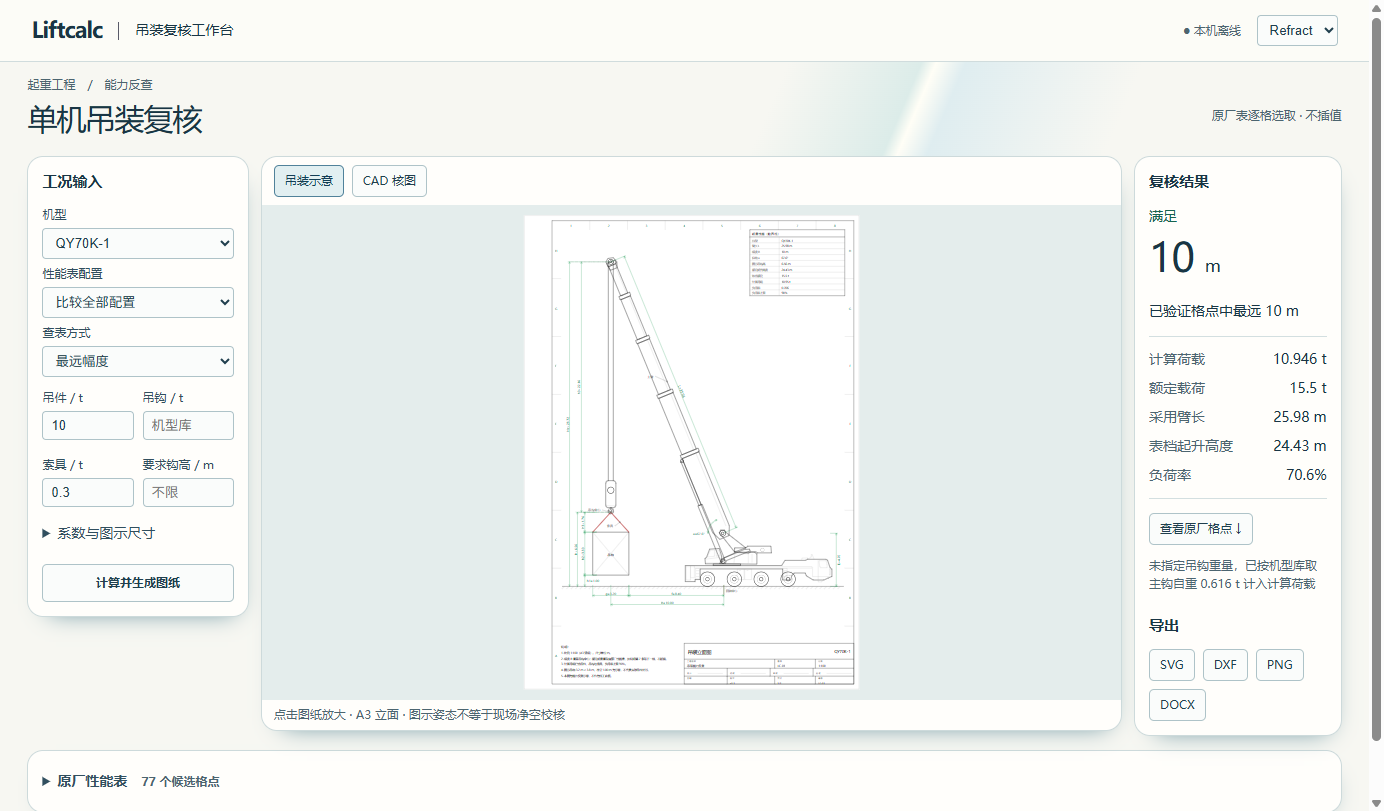 Liftcalc
吊装复核工作台
本机离线
Refract
起重工程 / 能力反查
单机吊装复核
原厂表逐格选取 · 不插值
工况输入
机型
QY70K-1
性能表配置
比较全部配置
查表方式
最远幅度
吊件 / t
吊钩 / t
10
机型库
索具 / t
要求钩高 / m
0.3
不限
系数与图示尺寸
计算并生成图纸
吊装示意
CAD 核图
吊装立面图
QY70K-1
点击图纸放大 · A3 立面 · 图示姿态不等于现场净空校核
复核结果
满足
10 m
已验证格点中最远 10 m
计算荷载 10.946 t
额定载荷 15.5 t
采用臂长 25.98 m
表档起升高度 24.43 m
负荷率 70.6%
查看原厂格点↓
未指定吊钩重量，已按机型库取
主钩自重 0.616 t 计入计算荷载
导出
SVG
DXF
PNG
DOCX
原厂性能表 77 个候选格点